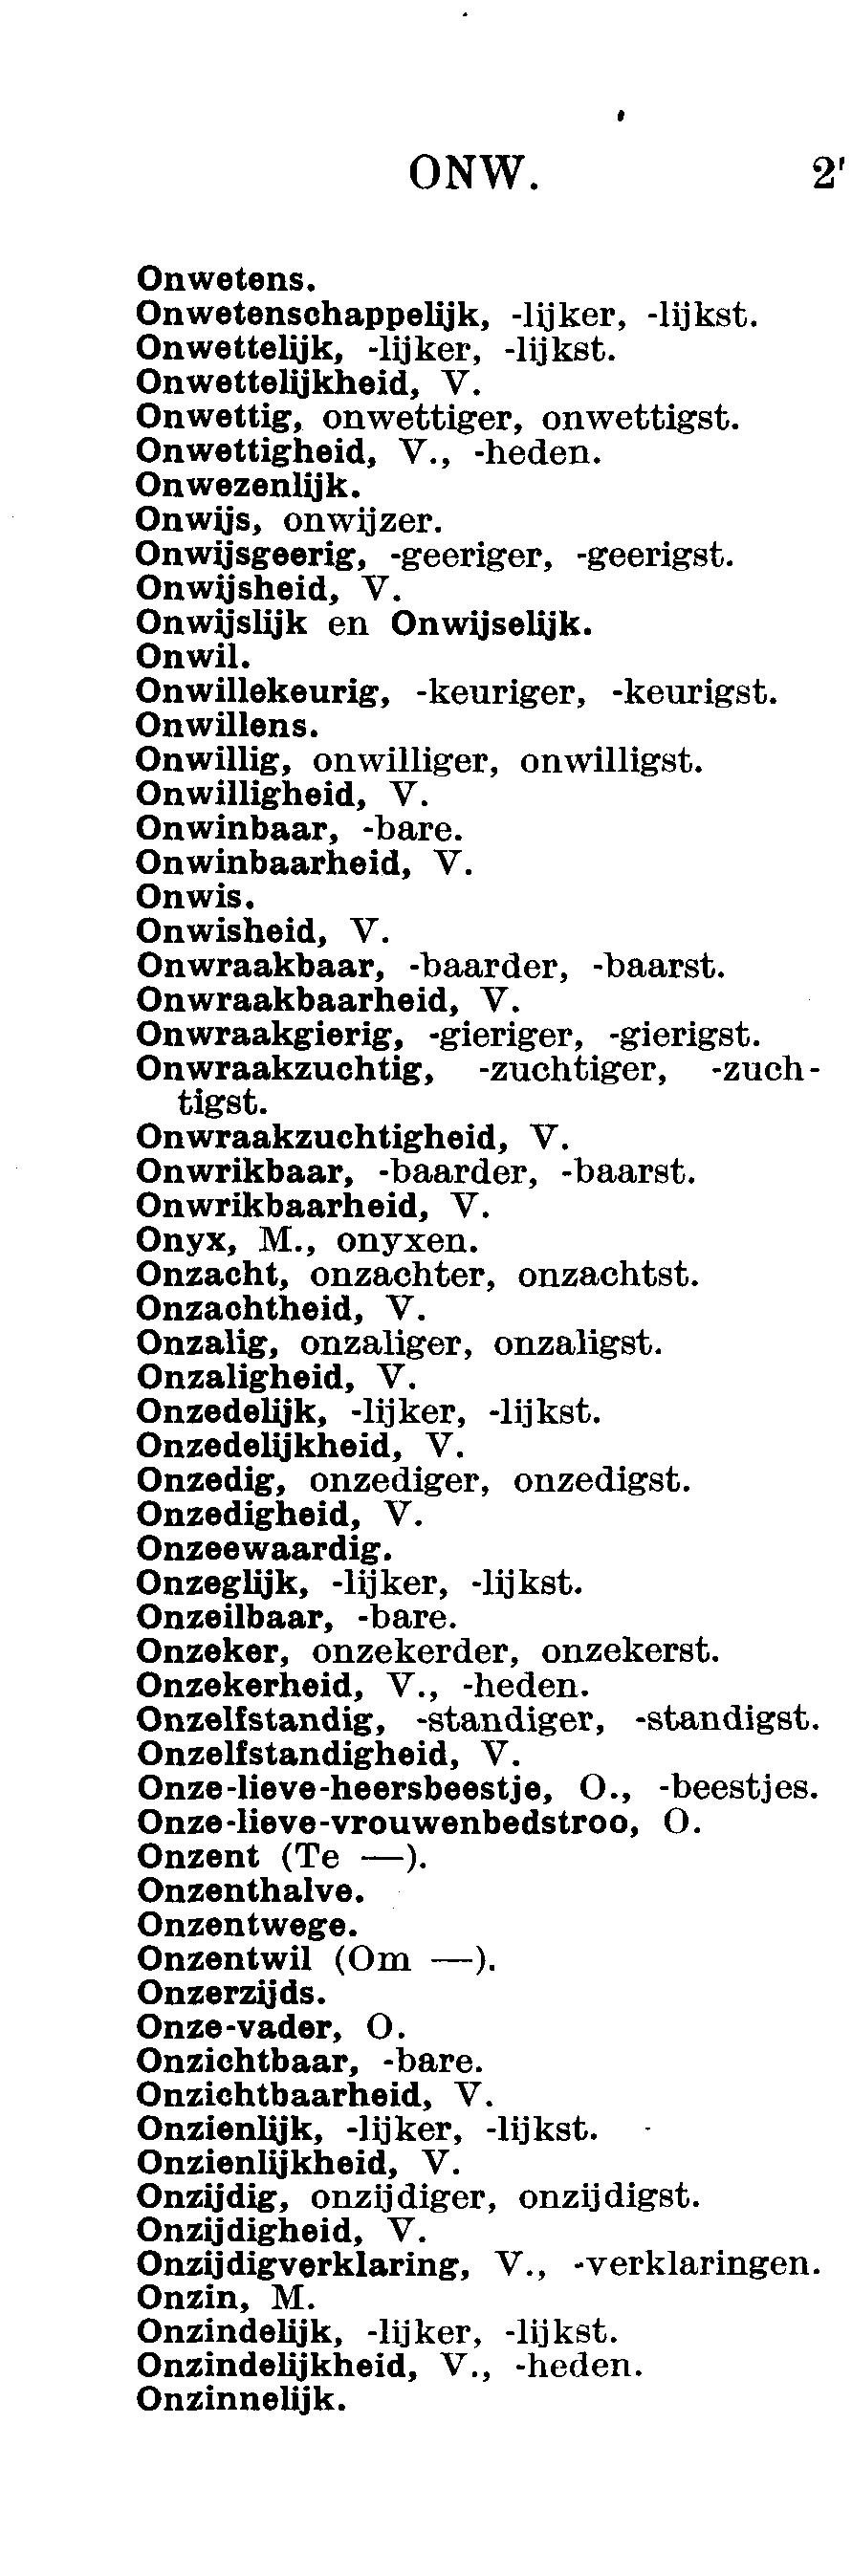 ONW. 2
Onwetens.
Onwetenschappelijk, -lijker, -lijkst.
Onwettelijk, -lijker, -lijkst.
Onwettelijkheid, V.
Onwettig, onwettiger, onwettigst.
Onwettigheid, V., -heden.
Onwezenlijk.
Onwijs, onwijzer.
Onwijsgeerig, -geeriger, -geerigst.
Onwijsheid, V.
Onwijslijk en Onwijselijk.
Onwil.
Onwillekeurig, -keuriger, -keurigst.
Onwillens.
Onwillig, onwilliger, onwilligst.
Onwilligheid, V.
Onwinbaar, -bare.
Onwinbaarheid, V.
Onwis.
Onwisheid, V.
Onwraakbaar, -baarder, -baarst.
Onwraakbaarheid, V.
Onwraakgierig, -gieriger, -gierigst.
Onwraakzuchtig, -zuchtiger, -zuch-
tigst.
Onwraakzuchtigheid, V.
Onwrikbaar, -baarder, -baarst.
Onwrikbaarheid, V.
Onyx, M., onyxen.
Onzacht, onzachter, onzachtst.
Onzachtheid, V.
Onzalig, onzaliger, onzaligst.
Onzaligheid, V.
Onzedelijk, -lijker, -lijkst.
Onzedelijkheid, V.
Onzedig, onzediger, onzedigst.
Onzedigheid, V.
Onzeewaardig.
Onzeglijk, -lijker, -lijkst.
Onzeilbaar, -bare.
Onzeker, onzekerder, onzekerst.
Onzekerheid, V., -heden.
Onzelfstandig, -standiger, -standigst.
Onzelfstandigheid, V.
Onze-lieve-heersbeestje, O., -beestjes.
Onze-lieve-vrouwenbedstroo, O.
Onzent (Te —).
Onzenthalve.
Onzentwege.
Onzentwil (Om —).
Onzerzijds.
Onze-vader, O.
Onzichtbaar, -bare.
Onzichtbaarheid, V.
Onzienlijk, -lijker, -lijkst.
Onzienlijkheid, V.
Onzijdig, onzijdiger, onzijdigst.
Onzijdigheid, V.
Onzijdigverklaring, V., -verklaringen.
Onzin, M.
Onzindelijk, -lijker, -lijkst.
Onzindelijkheid, V., -heden.
Onzinnelijk.